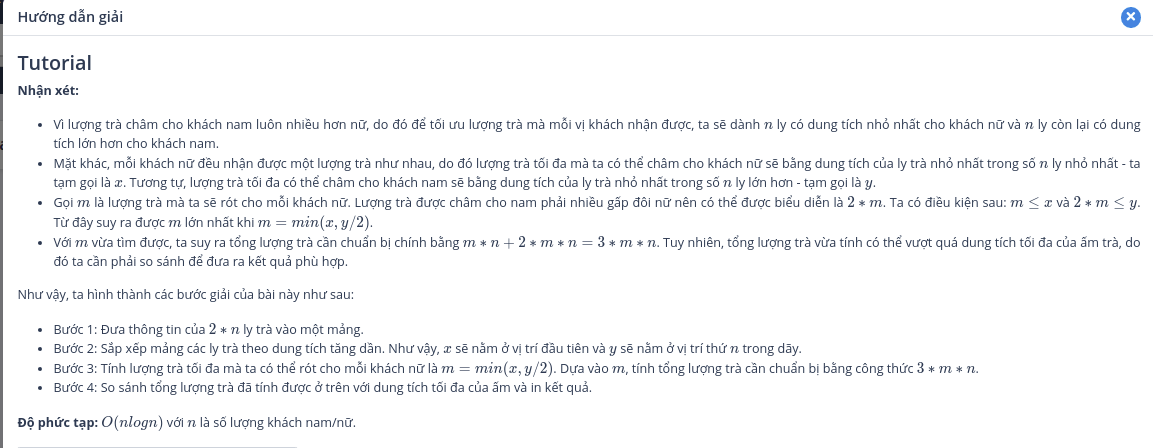 Hướng dẫn giải
Tutorial
Nhận xét:
• Vì lượng trà châm cho khách nam luôn nhiều hơn nữ, do đó để tối ưu lượng trà mà mỗi vị khách nhận được, ta sẽ dành n ly có dung tích nhỏ nhất cho khách nữ và n ly còn lại có dung
tích lớn hơn cho khách nam.
• Mặt khác, mỗi khách nữ đều nhận được một lượng trà như nhau, do đó lượng trà tối đa mà ta có thể châm cho khách nữ sẽ bằng dung tích của ly trà nhỏ nhất trong số n ly nhỏ nhất - ta
tạm gọi là x. Tương tự, lượng trà tối đa có thể châm cho khách nam sẽ bằng dung tích của ly trà nhỏ nhất trong số n ly lớn hơn - tạm gọi là y.
• Gọi m là lượng trà mà ta sẽ rót cho mỗi khách nữ. Lượng trà được châm cho nam phải nhiều gấp đôi nữ nên có thể được biểu diễn là 2 * m. Ta có điều kiện sau: m ≤ x và 2 * m ≤ y.
Từ đây suy ra được m lớn nhất khi m = min(x, y/2).
• Với m vừa tìm được, ta suy ra tổng lượng trà cần chuẩn bị chính bằng m * n + 2 * m * n = 3 * m * n. Tuy nhiên, tổng lượng trà vừa tính có thể vượt quá dung tích tối đa của ấm trà, do
đó ta cần phải so sánh để đưa ra kết quả phù hợp.
Như vậy, ta hình thành các bước giải của bài này như sau:
• Bước 1: Đưa thông tin của 2 * n ly trà vào một mảng.
• Bước 2: Sắp xếp mảng các ly trà theo dung tích tăng dần. Như vậy, x sẽ nằm ở vị trí đầu tiên và y sẽ nằm ở vị trí thứ n trong dãy.
• Bước 3: Tính lượng trà tối đa mà ta có thể rót cho mỗi khách nữ là m = min(x, y/2). Dựa vào m, tính tổng lượng trà cần chuẩn bị bằng công thức 3 * m * n.
• Bước 4: So sánh tổng lượng trà đã tính được ở trên với dung tích tối đa của ấm và in kết quả.
Độ phức tạp: O(nlogn) với n là số lượng khách nam/nữ.